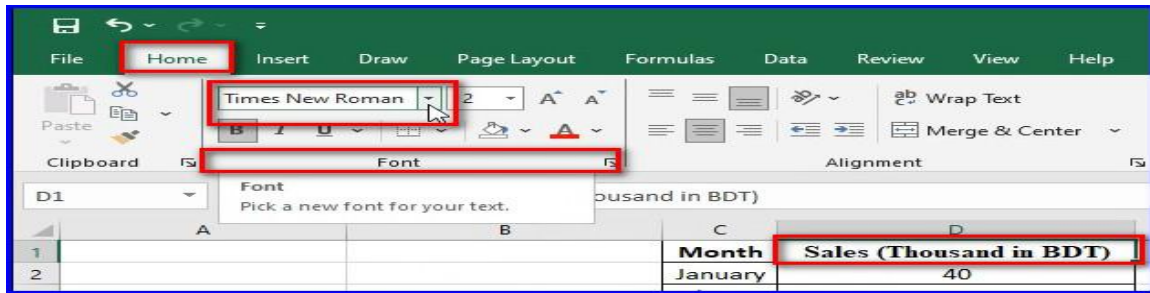 File Home Insert Draw Page Layout Formulas Data Review View Help
Times New Roman 2 A A ab Wrap Text
Paste B I U A Merge & Center
Clipboard Font Alignment
D1 ousand in BDT)
Font
Pick a new font for your text.
A B C D
1 Month Sales (Thousand in BDT)
2 January 40